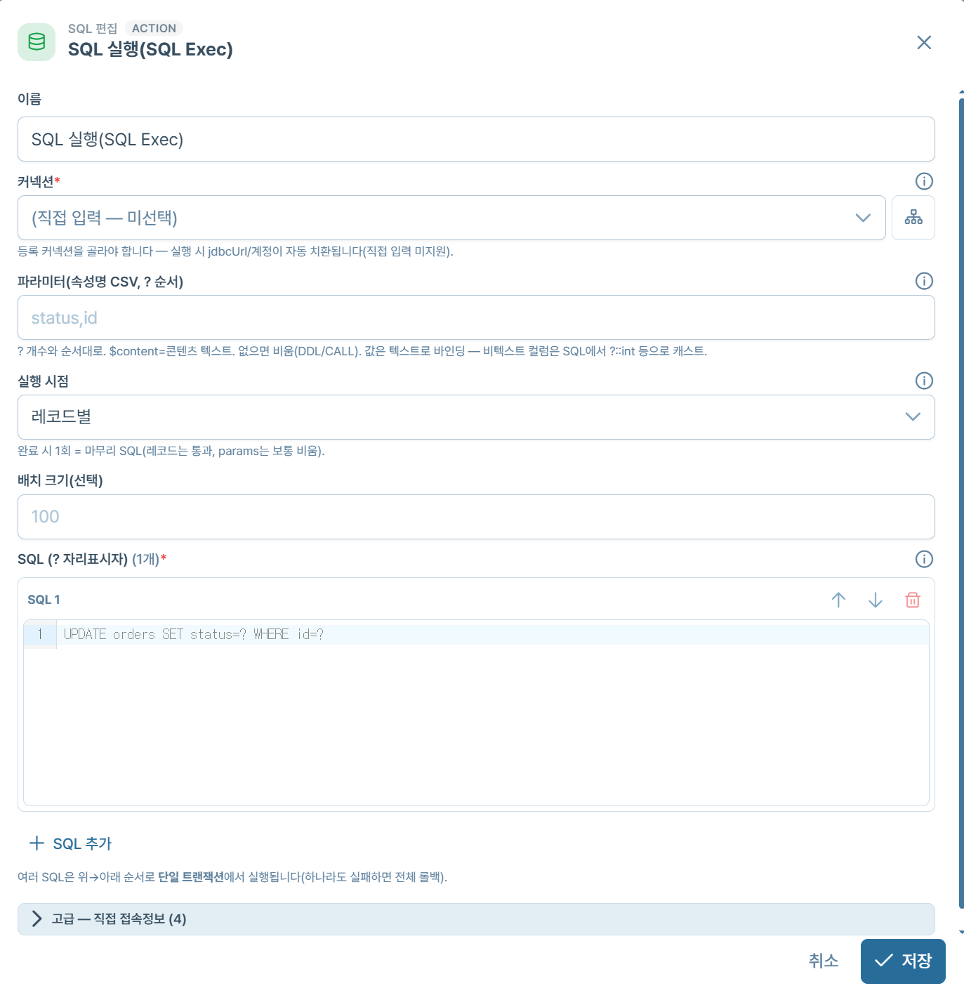 SQL 편집 ACTION
SQL 실행(SQL Exec)
이름
SQL 실행(SQL Exec)
커넥션*
(직접 입력 — 미선택)
등록 커넥션을 골라야 합니다 — 실행 시 jdbcUrl/계정이 자동 치환됩니다(직접 입력 미지원).
파라미터(속성명 CSV, ? 순서)
status,id
? 개수와 순서대로. $content=콘텐츠 텍스트. 없으면 비움(DDL/CALL). 값은 텍스트로 바인딩 — 비텍스트 컬럼은 SQL에서 ?::int 등으로 캐스트.
실행 시점
레코드별
완료 시 1회 = 마무리 SQL(레코드는 통과, params는 보통 비움).
배치 크기(선택)
100
SQL (? 자리표시자) (1개)*
SQL 1
1 UPDATE orders SET status=? WHERE id=?
SQL 추가
여러 SQL은 위→아래 순서로 단일 트랜잭션에서 실행됩니다(하나라도 실패하면 전체 롤백).
고급 — 직접 접속정보 (4)
취소 저장